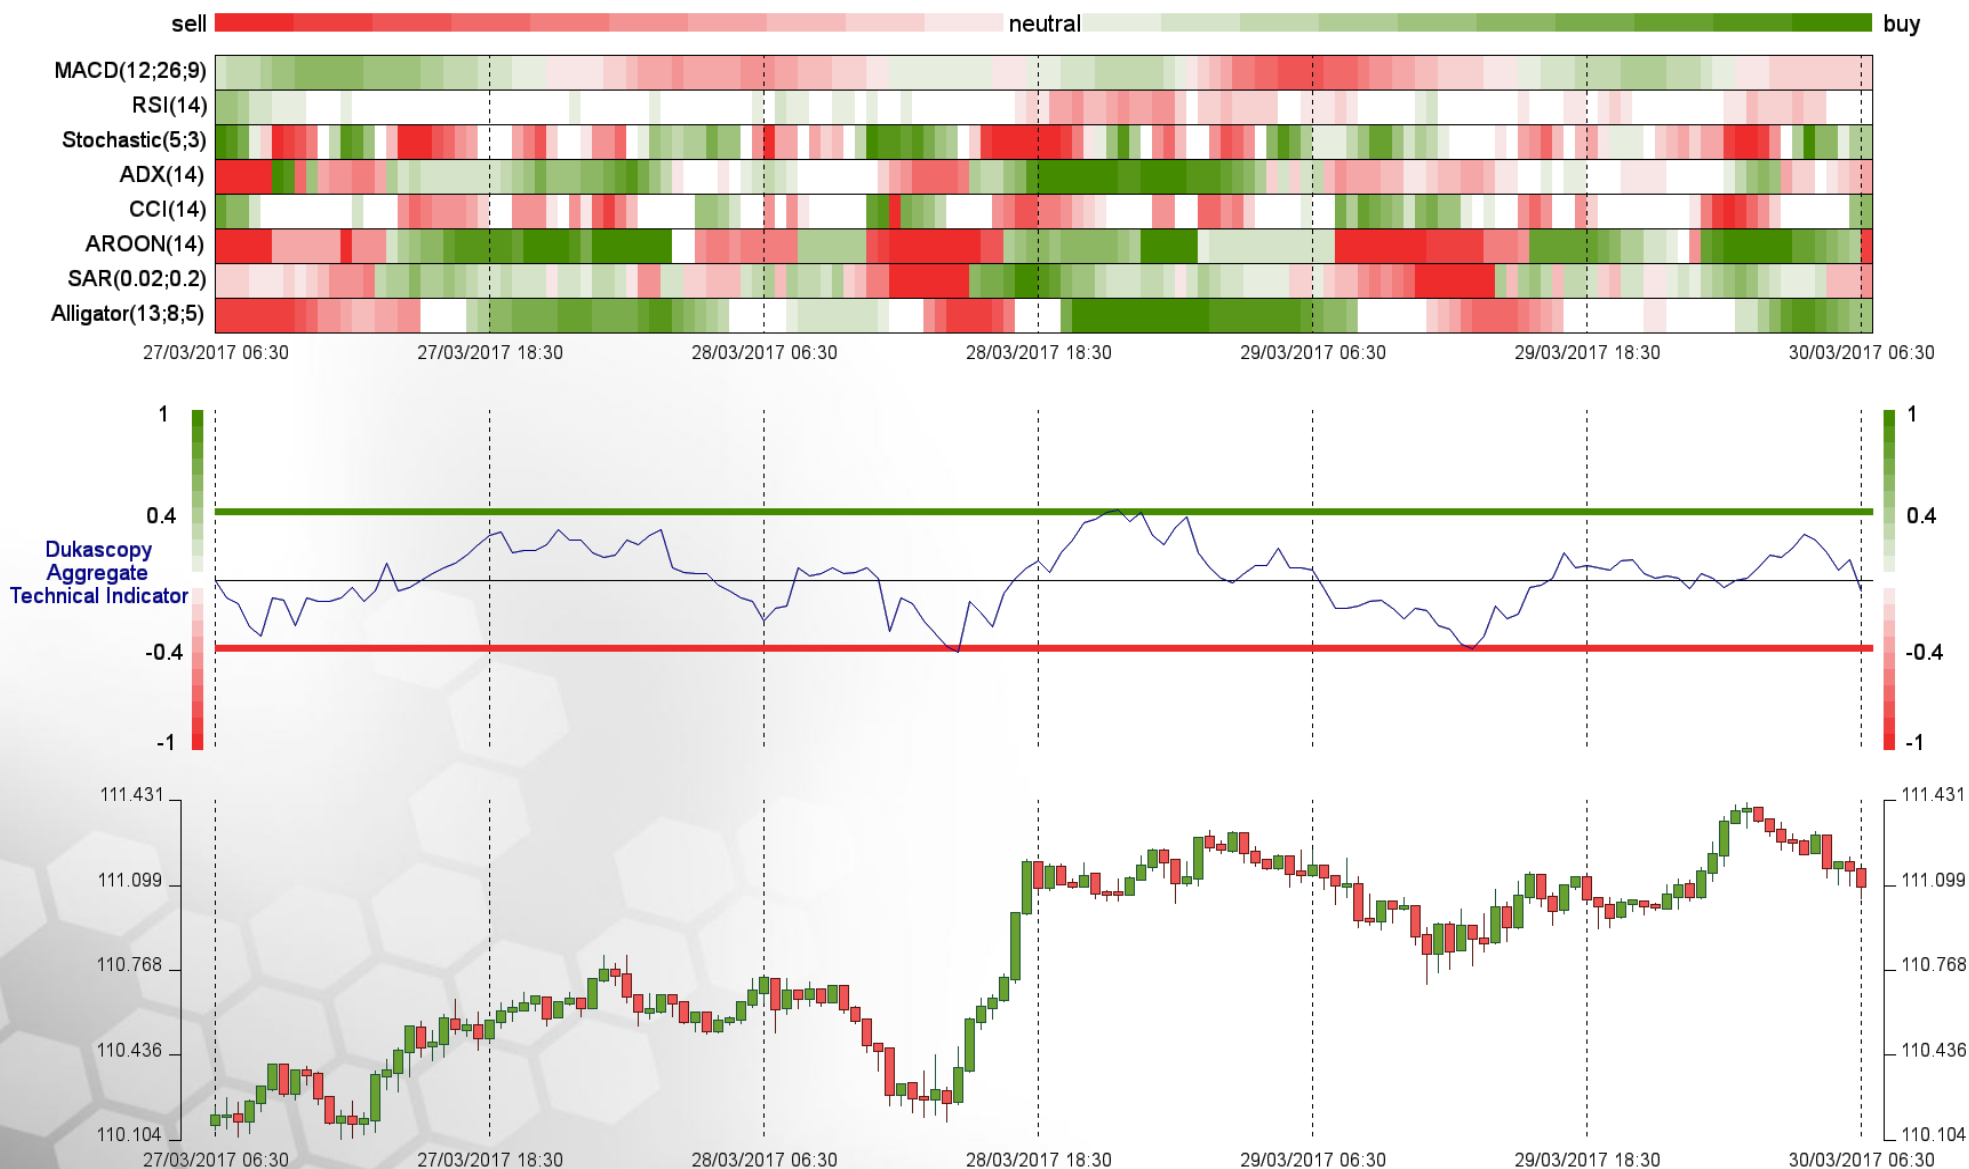 sell neutral buy
MACD(12;26;9)
RSI(14)
Stochastic(5;3)
ADX(14)
CCI(14)
AROON(14)
SAR(0.02;0.2)
Alligator(13;8;5)
27/03/2017 06:30 27/03/2017 18:30 28/03/2017 06:30 28/03/2017 18:30 29/03/2017 06:30 29/03/2017 18:30 30/03/2017 06:30
1 1
0.4 0.4
Dukascopy
Aggregate
Technical Indicator
-0.4 -0.4
-1 -1
111.431 111.431
111.099 111.099
110.768 110.768
110.436 110.436
110.104 110.104
27/03/2017 06:30 27/03/2017 18:30 28/03/2017 06:30 28/03/2017 18:30 29/03/2017 06:30 29/03/2017 18:30 30/03/2017 06:30